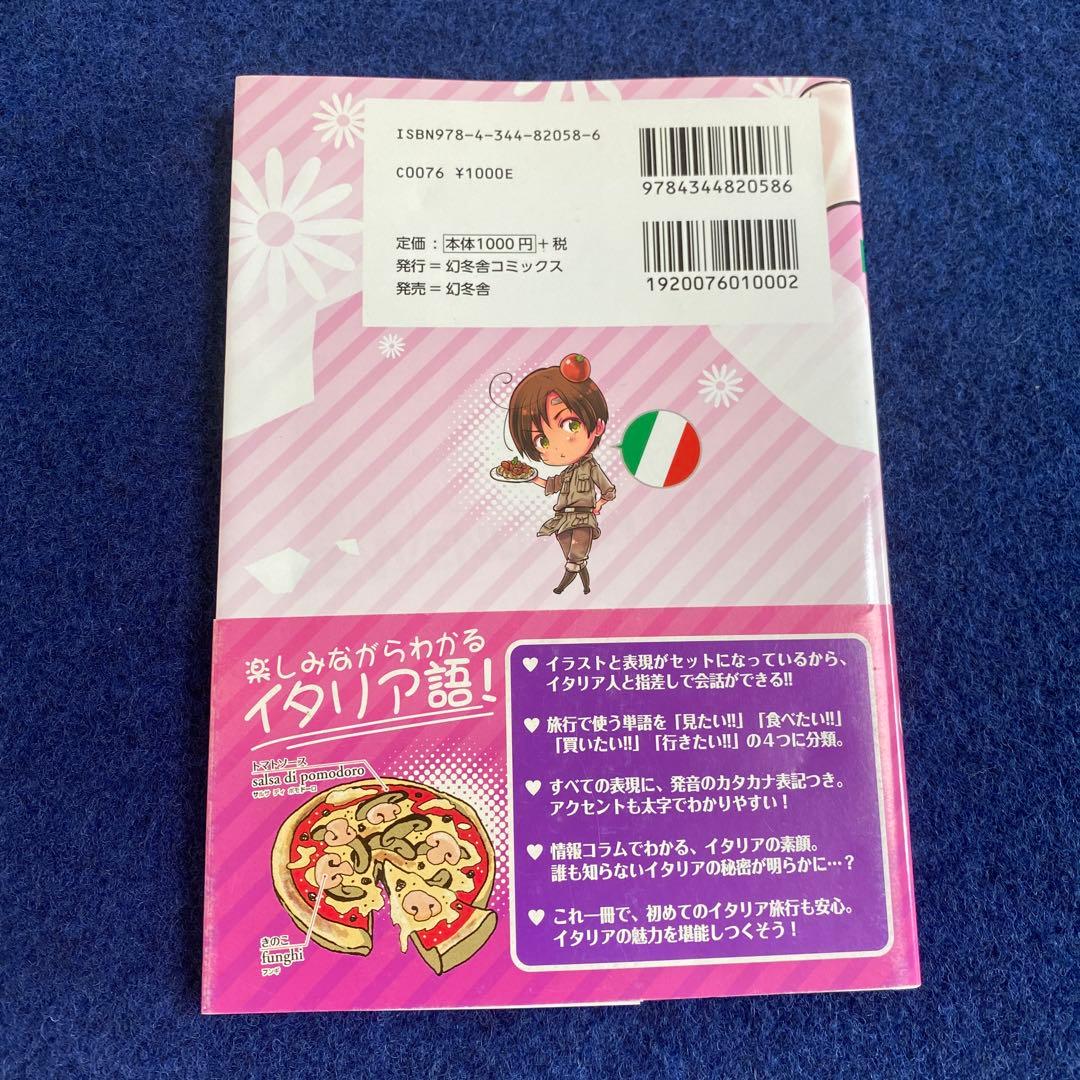 ISBN978-4-344-82058-6
C0076 ¥1000E
9784344820586
定価：本体1000円＋税
発行＝幻冬舎コミックス
発売＝幻冬舎
1920076010002
楽しみながらわかる
イタリア語！
トマトソース
salsa di pomodoro
サルサ ディ ポモドーロ
きのこ
funghi
フンギ
♥ イラストと表現がセットになっているから、
イタリア人と指差しで会話ができる!!
♥ 旅行で使う単語を「見たい!!」「食べたい!!」
「買いたい!!」「行きたい!!」の４つに分類。
♥ すべての表現に、発音のカタカナ表記つき。
アクセントも太字でわかりやすい！
♥ 情報コラムでわかる、イタリアの素顔。
誰も知らないイタリアの秘密が明らかに…？
♥ これ一冊で、初めてのイタリア旅行も安心。
イタリアの魅力を堪能しつくそう！